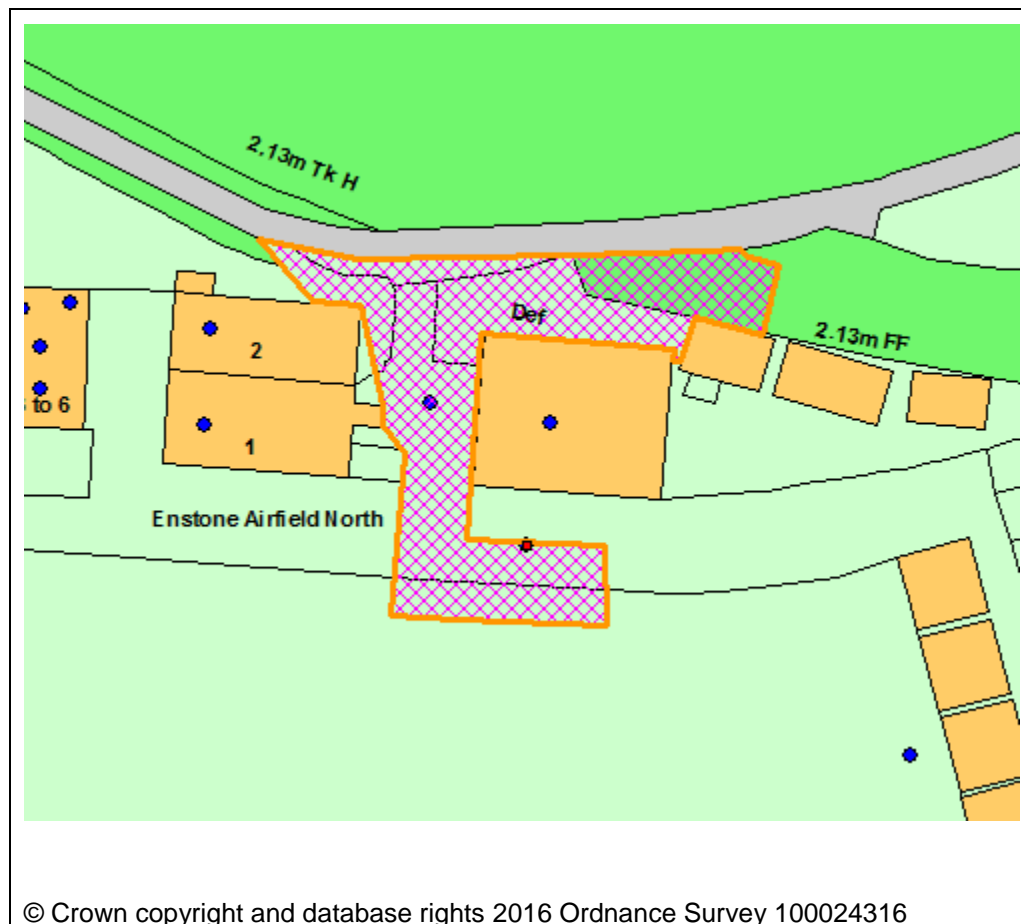 2.13m Tk H
Def
2.13m FF
2
to 6
1
Enstone Airfield North
© Crown copyright and database rights 2016 Ordnance Survey 100024316